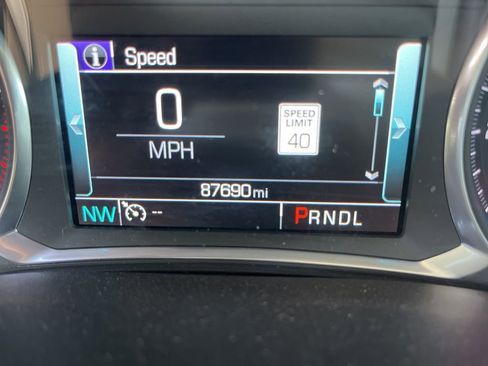 i Speed
0
MPH
SPEED
LIMIT
40
87690 mi
NW --
PRNDL